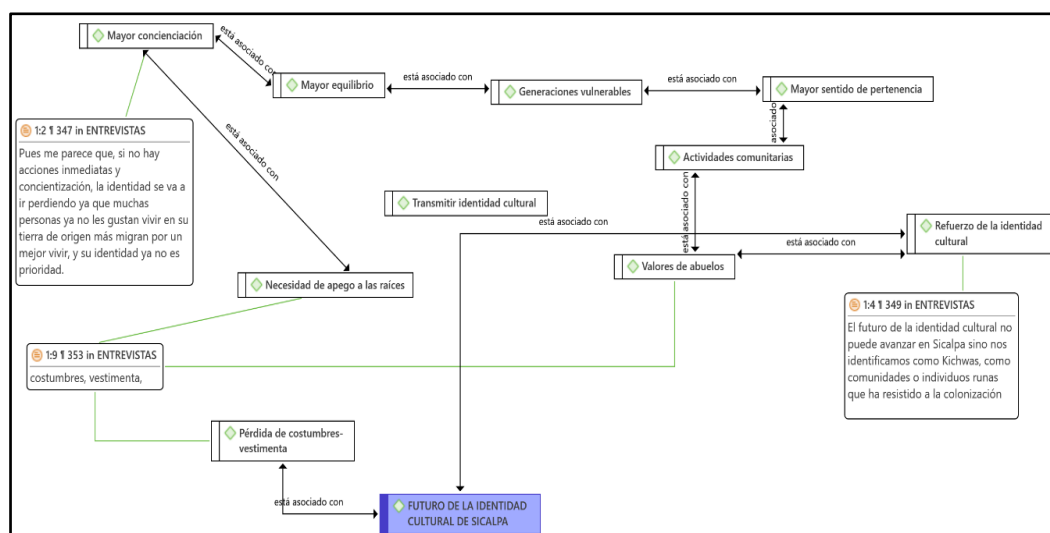 Mayor concienciación
está asociado con
Mayor equilibrio
está asociado con
Generaciones vulnerables
está asociado con
Mayor sentido de pertenencia
asociado
1:2 ¶ 347 in ENTREVISTAS
Pues me parece que, si no hay
acciones inmediatas y
concientización, la identidad se va a
ir perdiendo ya que muchas
personas ya no les gustan vivir en su
tierra de origen más migran por un
mejor vivir, y su identidad ya no es
prioridad.
está asociado con
Actividades comunitarias
está asociado con
Transmitir identidad cultural
está asociado con
Refuerzo de la identidad
cultural
está asociado con
Valores de abuelos
Necesidad de apego a las raíces
1:4 ¶ 349 in ENTREVISTAS
El futuro de la identidad cultural no
puede avanzar en Sicalpa sino nos
identificamos como Kichwas, como
comunidades o individuos runas
que ha resistido a la colonización
1:9 ¶ 353 in ENTREVISTAS
costumbres, vestimenta,
Pérdida de costumbres-
vestimenta
está asociado con
FUTURO DE LA IDENTIDAD
CULTURAL DE SICALPA